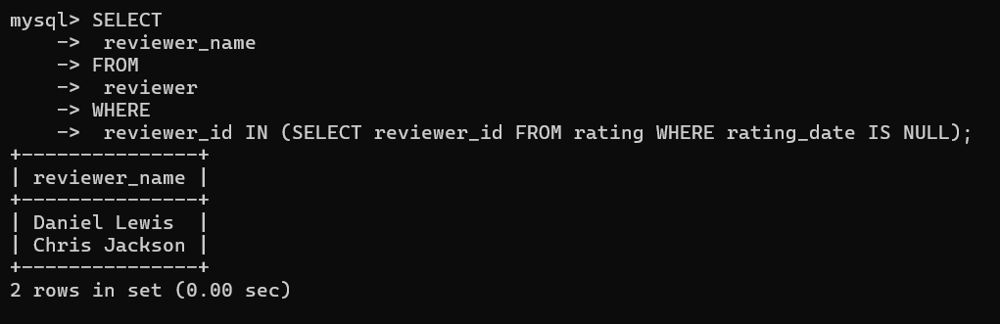 mysql> SELECT
    ->  reviewer_name
    -> FROM
    ->  reviewer
    -> WHERE
    ->  reviewer_id IN (SELECT reviewer_id FROM rating WHERE rating_date IS NULL);
+---------------+
| reviewer_name |
+---------------+
| Daniel Lewis  |
| Chris Jackson |
+---------------+
2 rows in set (0.00 sec)